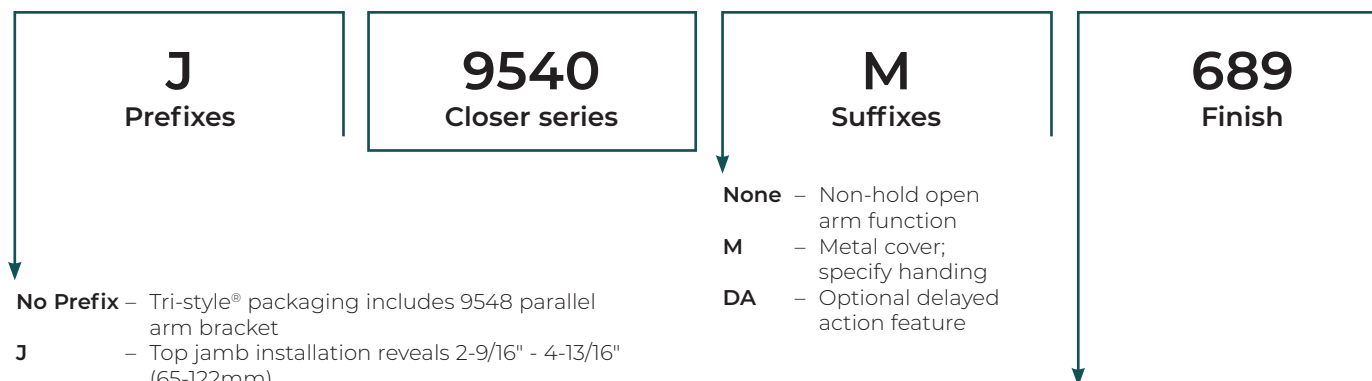 J
Prefixes
9540
Closer series
M
Suffixes
689
Finish
None – Non-hold open
arm function
M – Metal cover;
specify handing
DA – Optional delayed
action feature
No Prefix – Tri-style® packaging includes 9548 parallel
arm bracket
J – Top jamb installation reveals 2-9/16" - 4-13/16"
(65-122mm)